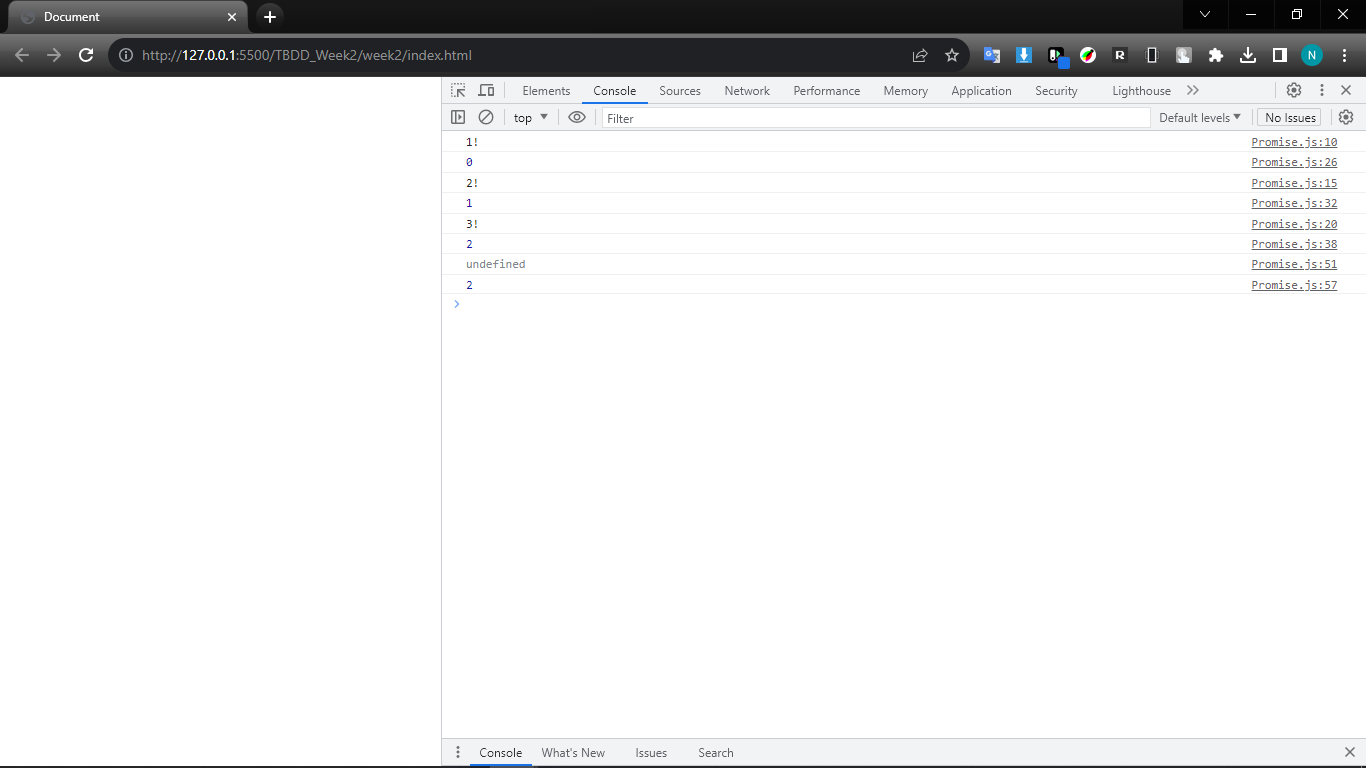 Document
http://127.0.0.1:5500/TBDD_Week2/week2/index.html
N
Elements Console Sources Network Performance Memory Application Security Lighthouse
top Filter Default levels No Issues
1! Promise.js:10
0 Promise.js:26
2! Promise.js:15
1 Promise.js:32
3! Promise.js:20
2 Promise.js:38
undefined Promise.js:51
2 Promise.js:57
Console What's New Issues Search